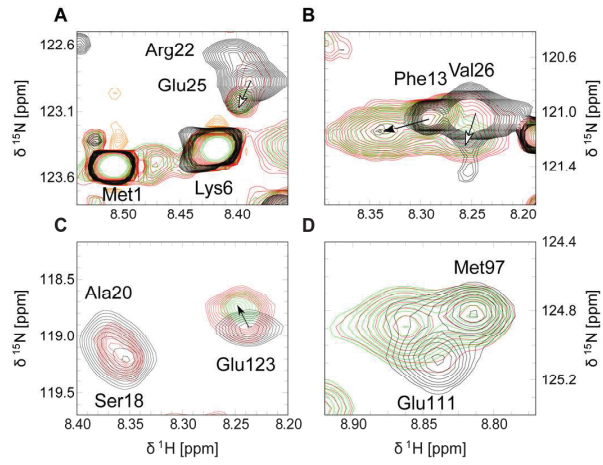 A
B
122.6
123.1
123.6
δ ¹⁵N [ppm]
Arg22
Glu25
Met1
Lys6
8.50
8.45
8.40
Phe13
Val26
120.6
121.0
121.4
δ ¹⁵N [ppm]
8.35
8.30
8.25
8.20
C
D
118.5
119.0
119.5
δ ¹⁵N [ppm]
Ala20
Ser18
Glu123
8.40
8.35
8.30
8.25
8.20
δ ¹H [ppm]
Met97
Glu111
124.4
124.8
125.2
δ ¹⁵N [ppm]
8.90
8.80
δ ¹H [ppm]